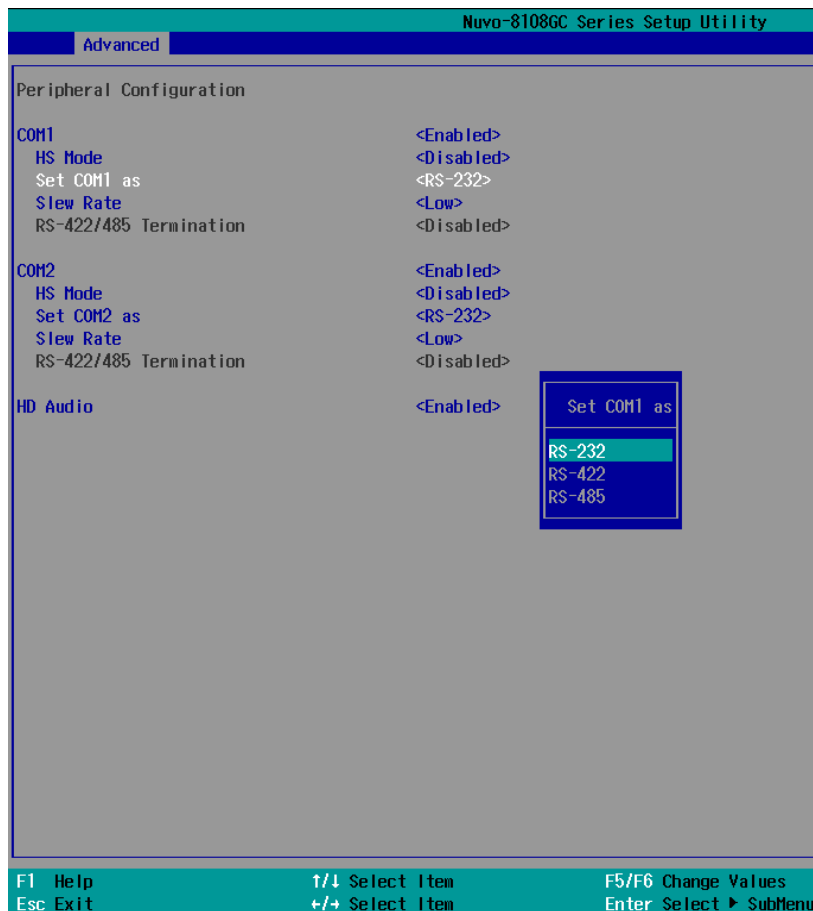 Nuvo-8108GC Series Setup Utility
Advanced
Peripheral Configuration
COM1 <Enabled>
HS Mode <Disabled>
Set COM1 as <RS-232>
Slew Rate <Low>
RS-422/485 Termination <Disabled>
COM2 <Enabled>
HS Mode <Disabled>
Set COM2 as <RS-232>
Slew Rate <Low>
RS-422/485 Termination <Disabled>
HD Audio <Enabled>
Set COM1 as
RS-232
RS-422
RS-485
F1 Help ↑/↓ Select Item F5/F6 Change Values
Esc Exit ←/→ Select Item Enter Select ▶ SubMenu